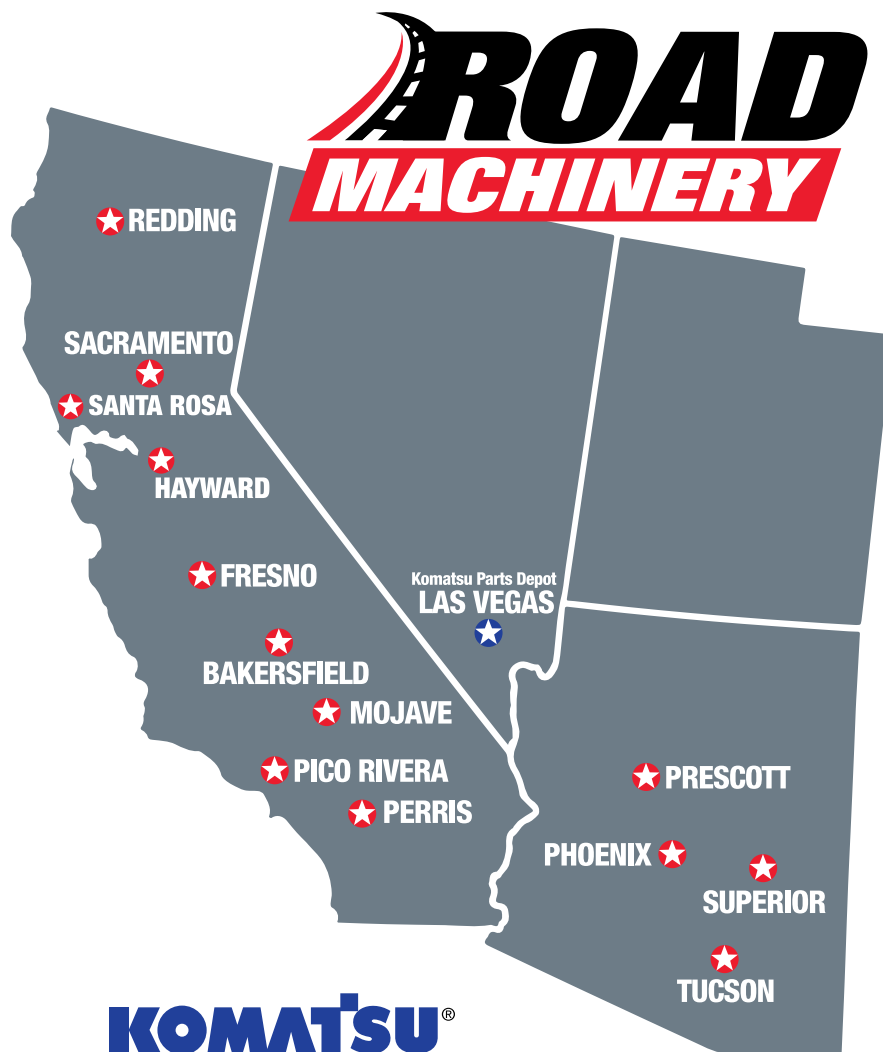 ROAD
MACHINERY
REDDING
SACRAMENTO
SANTA ROSA
HAYWARD
FRESNO
Komatsu Parts Depot
LAS VEGAS
BAKERSFIELD
MOJAVE
PICO RIVERA
PERRIS
PRESCOTT
PHOENIX
SUPERIOR
TUCSON
KOMATSU®